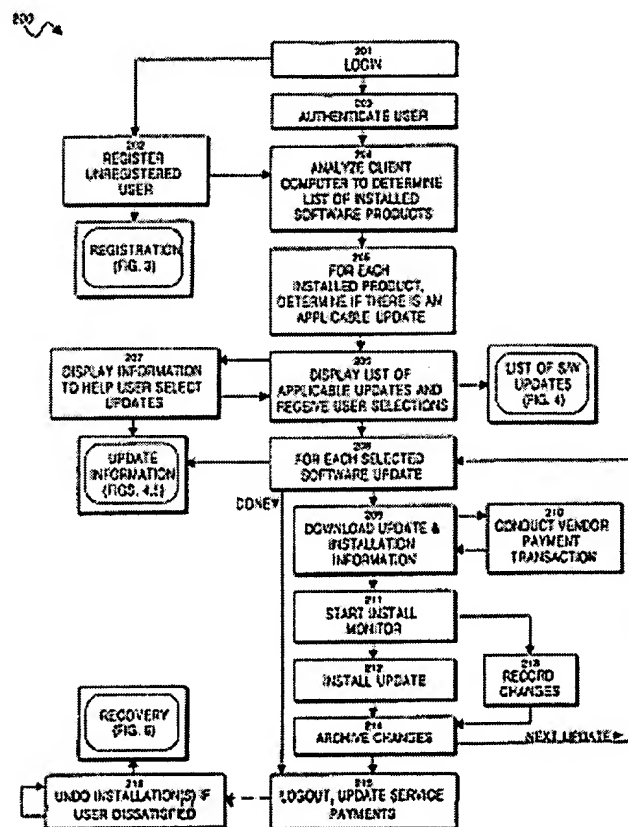 200
201
LOGIN
203
AUTHENTICATE USER
202
REGISTER
UNREGISTERED
USER
204
ANALYZE CLIENT
COMPUTER TO DETERMINE
LIST OF INSTALLED
SOFTWARE PRODUCTS
REGISTRATION
(FIG. 3)
FOR EACH
INSTALLED PRODUCT,
DETERMINE IF THERE IS AN
APPLICABLE UPDATE
207
DISPLAY INFORMATION
TO HELP USER SELECT
UPDATES
DISPLAY LIST OF
APPLICABLE UPDATES AND
RECEIVE USER SELECTIONS
LIST OF S/W
UPDATES
(FIG. 4)
UPDATE
INFORMATION
(FIGS. 4,5)
208
FOR EACH SELECTED
SOFTWARE UPDATE
DONE
209
DOWNLOAD UPDATE &
INSTALLATION
INFORMATION
210
CONDUCT VENDOR
PAYMENT
TRANSACTION
211
START INSTALL
MONITOR
212
INSTALL UPDATE
213
RECORD
CHANGES
RECOVERY
(FIG. 6)
214
ARCHIVE CHANGES
NEXT UPDATE
UNDO INSTALLATION(S) IF
USER DISSATISFIED
215
LOGOUT, UPDATE SERVICE
PAYMENTS